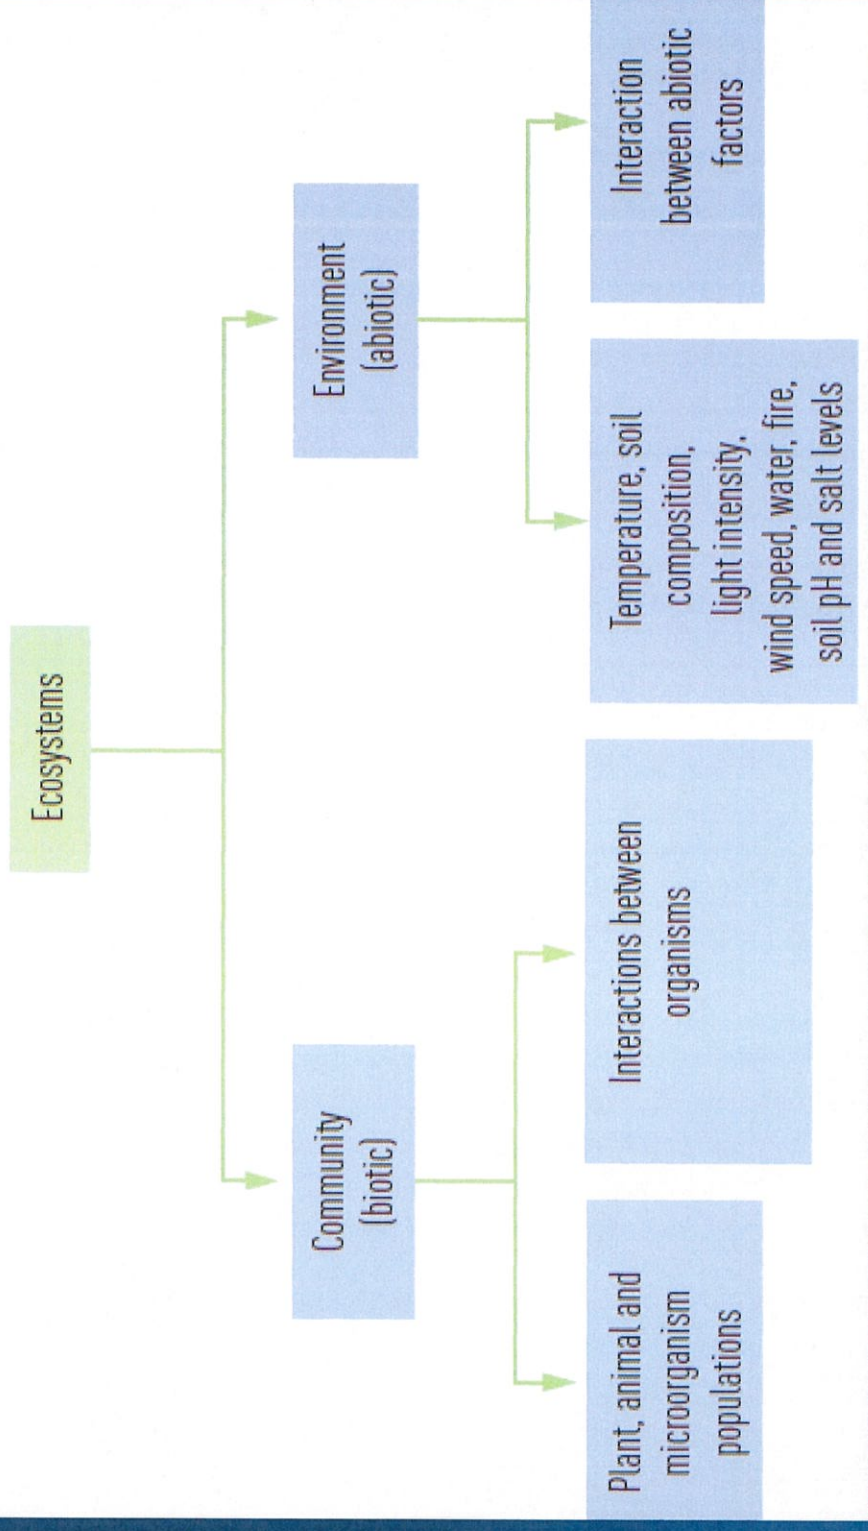 Ecosystems
Community
(biotic)
Environment
(abiotic)
Plant, animal and
microorganism
populations
Interactions between
organisms
Temperature, soil
composition,
light intensity,
wind speed, water, fire,
soil pH and salt levels
Interaction
between abiotic
factors